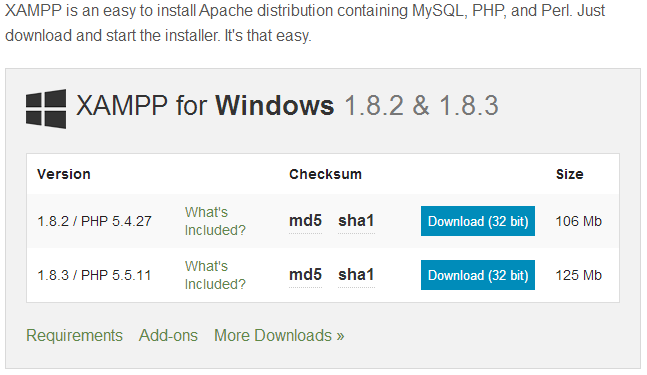 XAMPP is an easy to install Apache distribution containing MySQL, PHP, and Perl. Just
download and start the installer. It's that easy.
XAMPP for Windows 1.8.2 & 1.8.3
Version Checksum Size
1.8.2 / PHP 5.4.27 What's Included? md5 sha1 Download (32 bit) 106 Mb
1.8.3 / PHP 5.5.11 What's Included? md5 sha1 Download (32 bit) 125 Mb
Requirements Add-ons More Downloads »